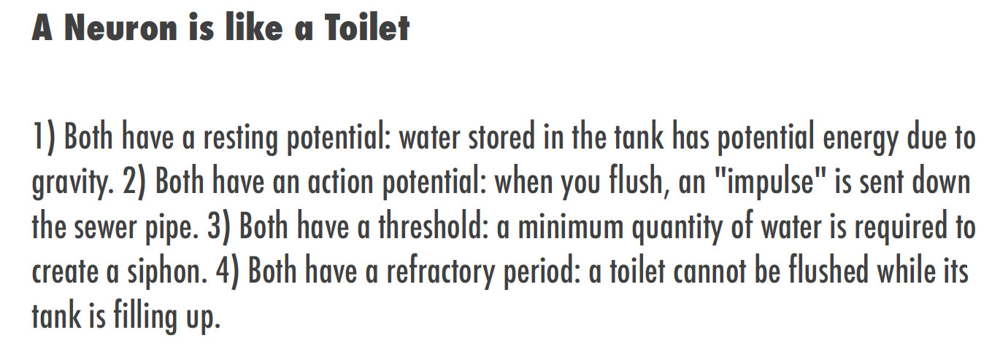 A Neuron is like a Toilet
1) Both have a resting potential: water stored in the tank has potential energy due to
gravity. 2) Both have an action potential: when you flush, an "impulse" is sent down
the sewer pipe. 3) Both have a threshold: a minimum quantity of water is required to
create a siphon. 4) Both have a refractory period: a toilet cannot be flushed while its
tank is filling up.